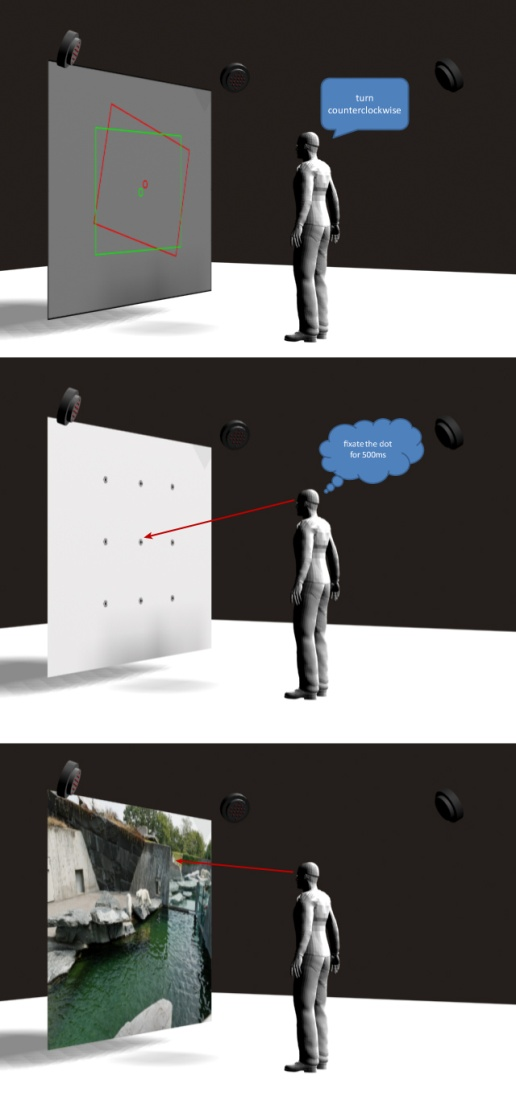 turn
counterclockwise
fixate the dot
for 500ms